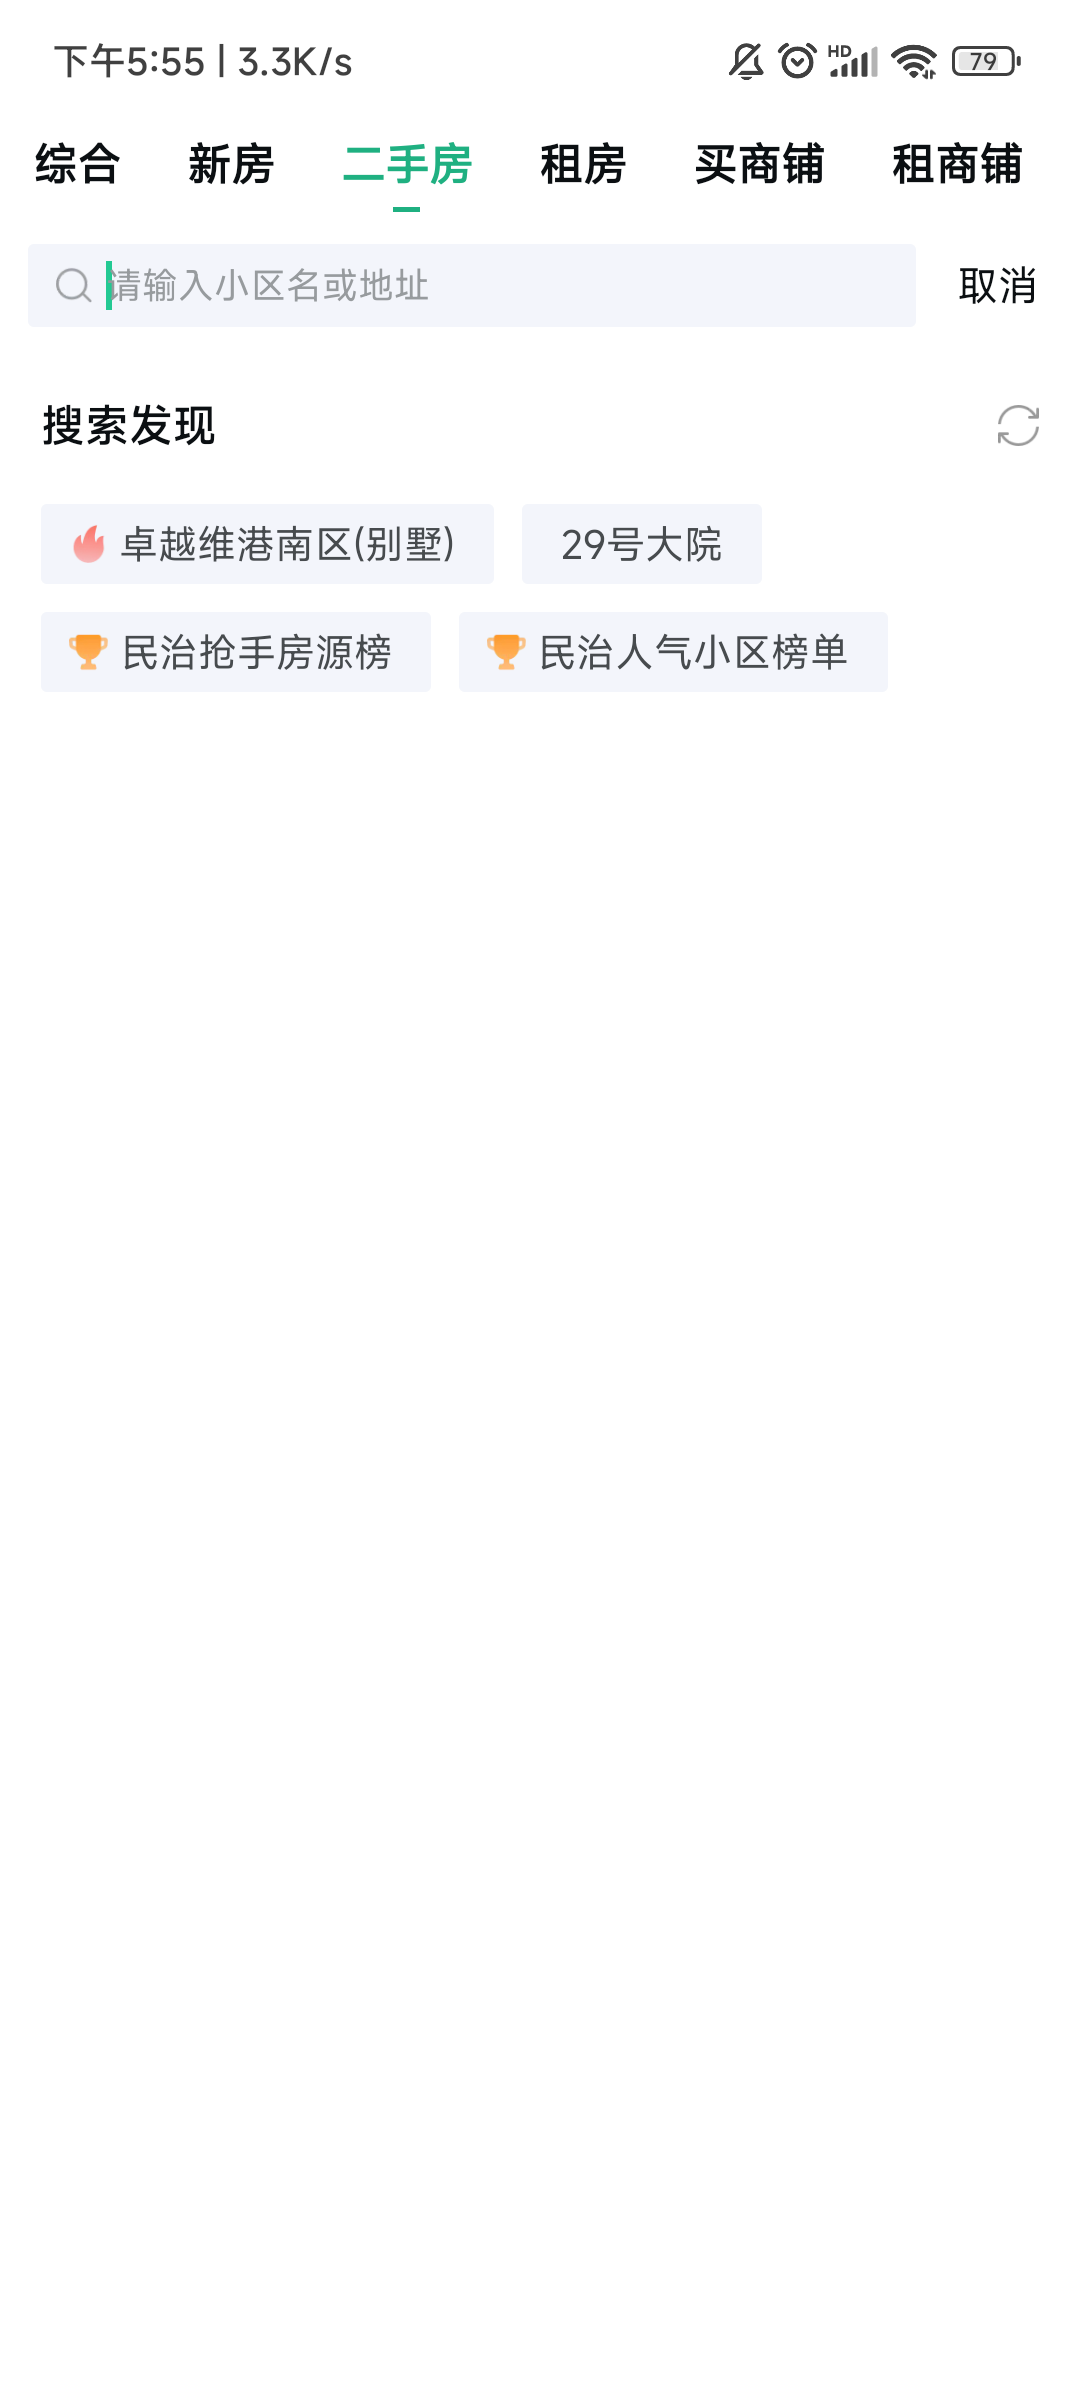 下午5:55 | 3.3K/s HD 79
综合 新房 二手房 租房 买商铺 租商铺
请输入小区名或地址 取消
搜索发现
卓越维港南区(别墅) 29号大院
民治抢手房源榜 民治人气小区榜单